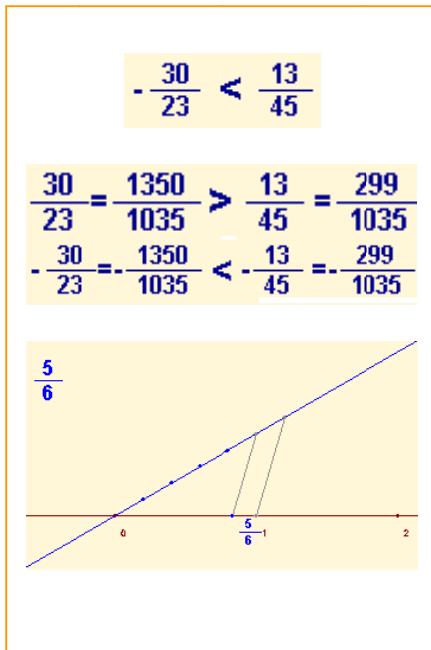 -30/23 < 13/45
30/23 = 1350/1035 > 13/45 = 299/1035
-30/23 = -1350/1035 < -13/45 = -299/1035
5/6
0 5/6 1 2